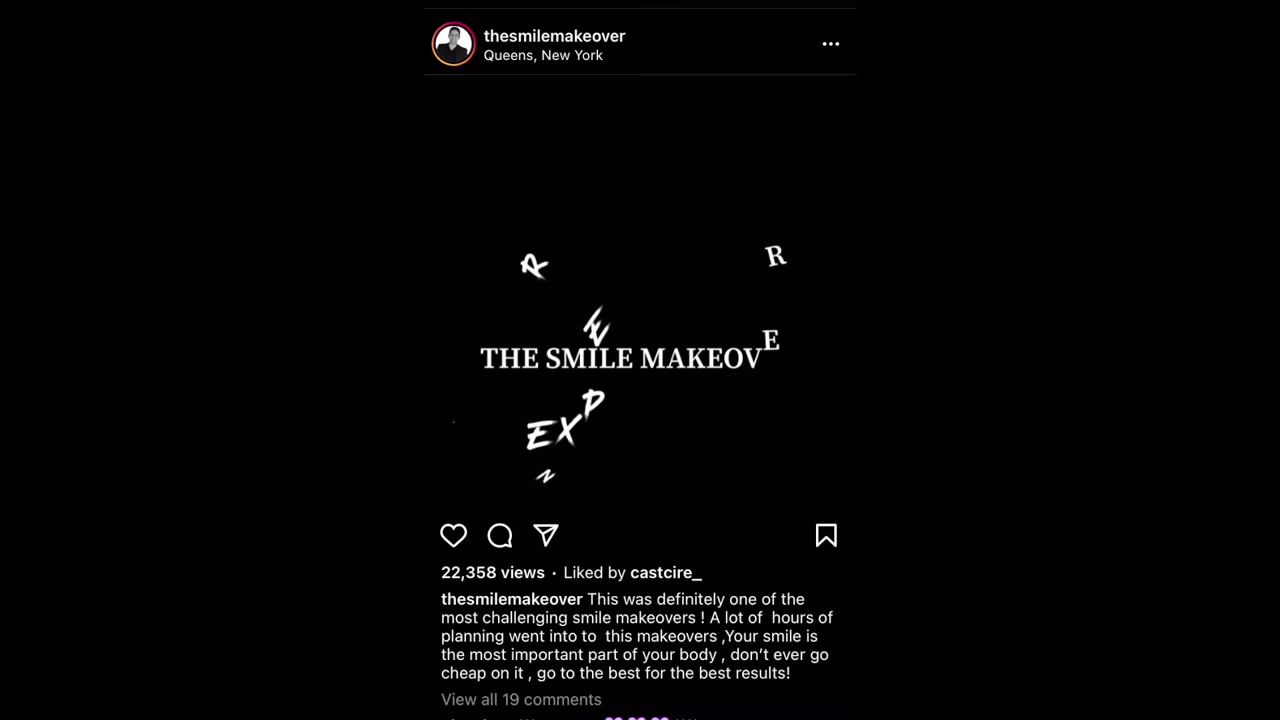 thesmilemakeover
Queens, New York
R
THE SMILE MAKEOVE
EXP
22,358 views · Liked by castcire_
thesmilemakeover This was definitely one of the
most challenging smile makeovers ! A lot of  hours of
planning went into to  this makeovers ,Your smile is
the most important part of your body , don’t ever go
cheap on it , go to the best for the best results!
View all 19 comments